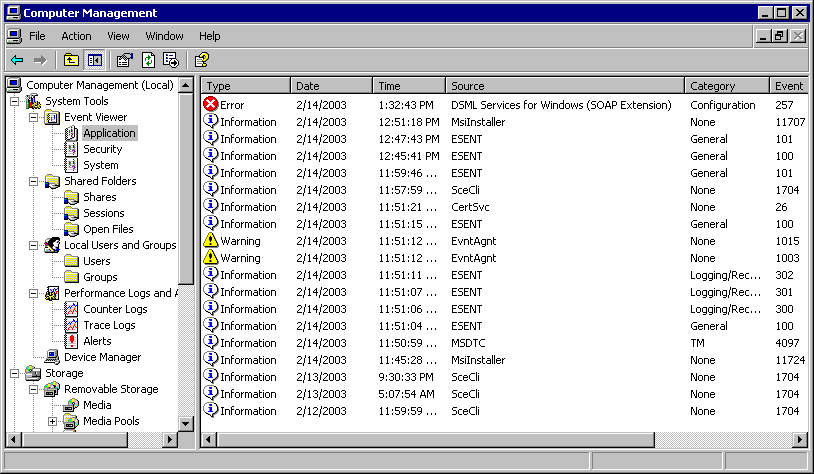 Computer Management
File Action View Window Help
Computer Management (Local)
System Tools
Event Viewer
Application
Security
System
Shared Folders
Shares
Sessions
Open Files
Local Users and Groups
Users
Groups
Performance Logs and A
Counter Logs
Trace Logs
Alerts
Device Manager
Storage
Removable Storage
Media
Media Pools
Type Date Time Source Category Event
Error 2/14/2003 1:32:43 PM DSML Services for Windows (SOAP Extension) Configuration 257
Information 2/14/2003 12:51:18 PM MsiInstaller None 11707
Information 2/14/2003 12:47:43 PM ESENT General 101
Information 2/14/2003 12:45:41 PM ESENT General 100
Information 2/14/2003 11:59:46 ... ESENT General 101
Information 2/14/2003 11:57:59 ... SceCli None 1704
Information 2/14/2003 11:51:21 ... CertSvc None 26
Information 2/14/2003 11:51:15 ... ESENT General 100
Warning 2/14/2003 11:51:12 ... EvntAgnt None 1015
Warning 2/14/2003 11:51:12 ... EvntAgnt None 1003
Information 2/14/2003 11:51:11 ... ESENT Logging/Rec... 302
Information 2/14/2003 11:51:07 ... ESENT Logging/Rec... 301
Information 2/14/2003 11:51:06 ... ESENT Logging/Rec... 300
Information 2/14/2003 11:51:04 ... ESENT General 100
Information 2/14/2003 11:50:59 ... MSDTC TM 4097
Information 2/14/2003 11:45:28 ... MsiInstaller None 11724
Information 2/13/2003 9:30:33 PM SceCli None 1704
Information 2/13/2003 5:07:54 AM SceCli None 1704
Information 2/12/2003 11:59:59 ... SceCli None 1704